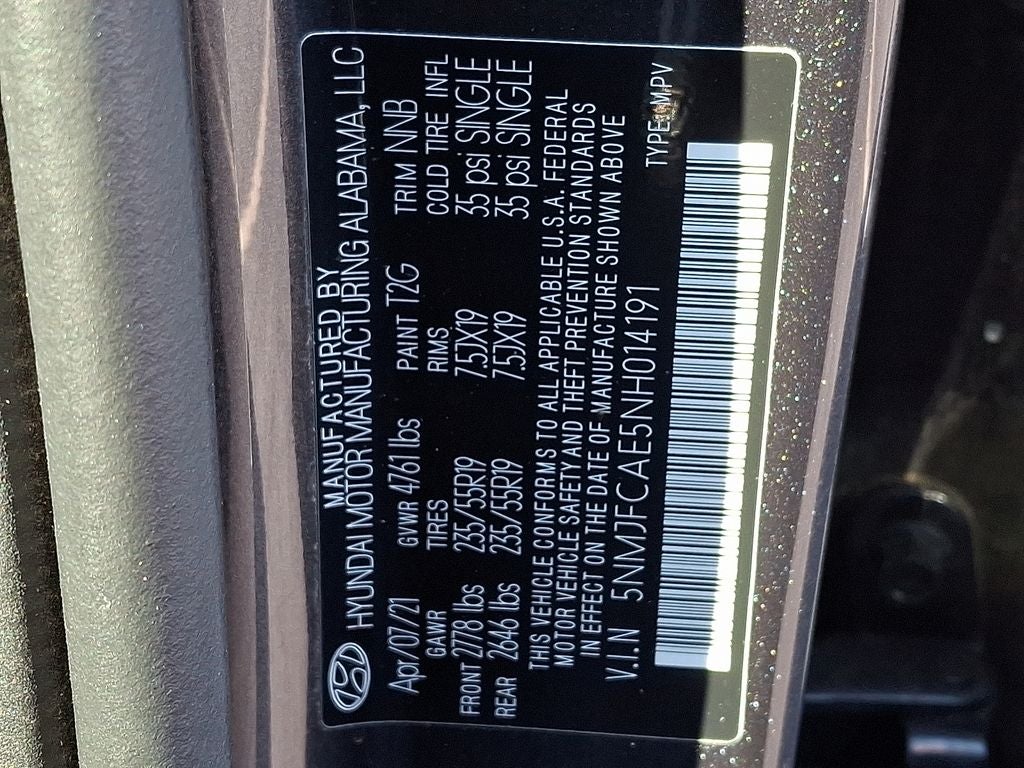 MANUFACTURED BY
HYUNDAI MOTOR MANUFACTURING ALABAMA, LLC
Apr/07/21 GVWR 4761 lbs PAINT T2G TRIM NNB
GAWR TIRES RIMS COLD TIRE INFL
FRONT 2778 lbs 235/55R19 7.5JX19 35 psi SINGLE
REAR 2646 lbs 235/55R19 7.5JX19 35 psi SINGLE
THIS VEHICLE CONFORMS TO ALL APPLICABLE U.S.A. FEDERAL
MOTOR VEHICLE SAFETY AND THEFT PREVENTION STANDARDS
IN EFFECT ON THE DATE OF MANUFACTURE SHOWN ABOVE
V.I.N 5NMJFCAE5NH014191
TYPE:MPV